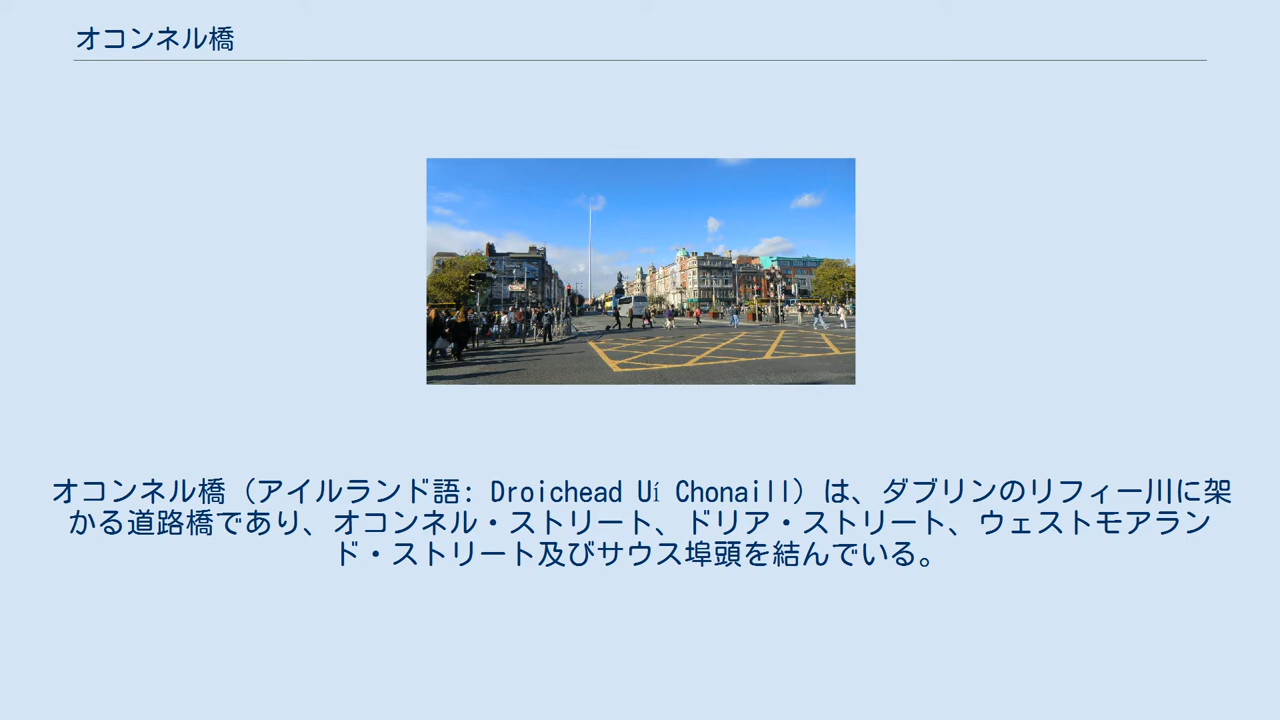 オコンネル橋
オコンネル橋（アイルランド語: Droichead Uí Chonaill）は、ダブリンのリフィー川に架
かる道路橋であり、オコンネル・ストリート、ドリア・ストリート、ウェストモアラン
ド・ストリート及びサウス埠頭を結んでいる。